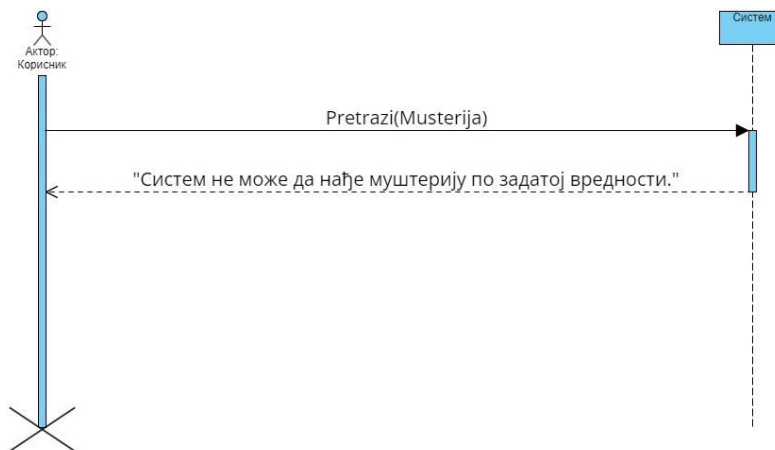 Актор:
Корисник
Систем
Pretrazi(Musterija)
"Систем не може да нађе муштерију по задатој вредности."